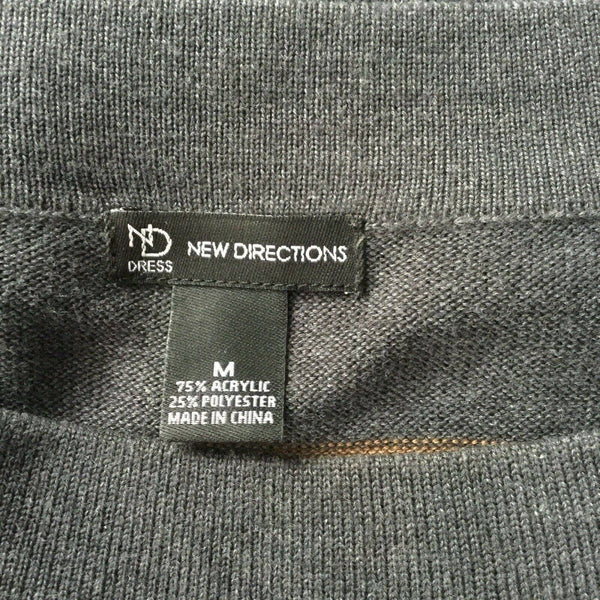 ND NEW DIRECTIONS
DRESS
M
75% ACRYLIC
25% POLYESTER
MADE IN CHINA